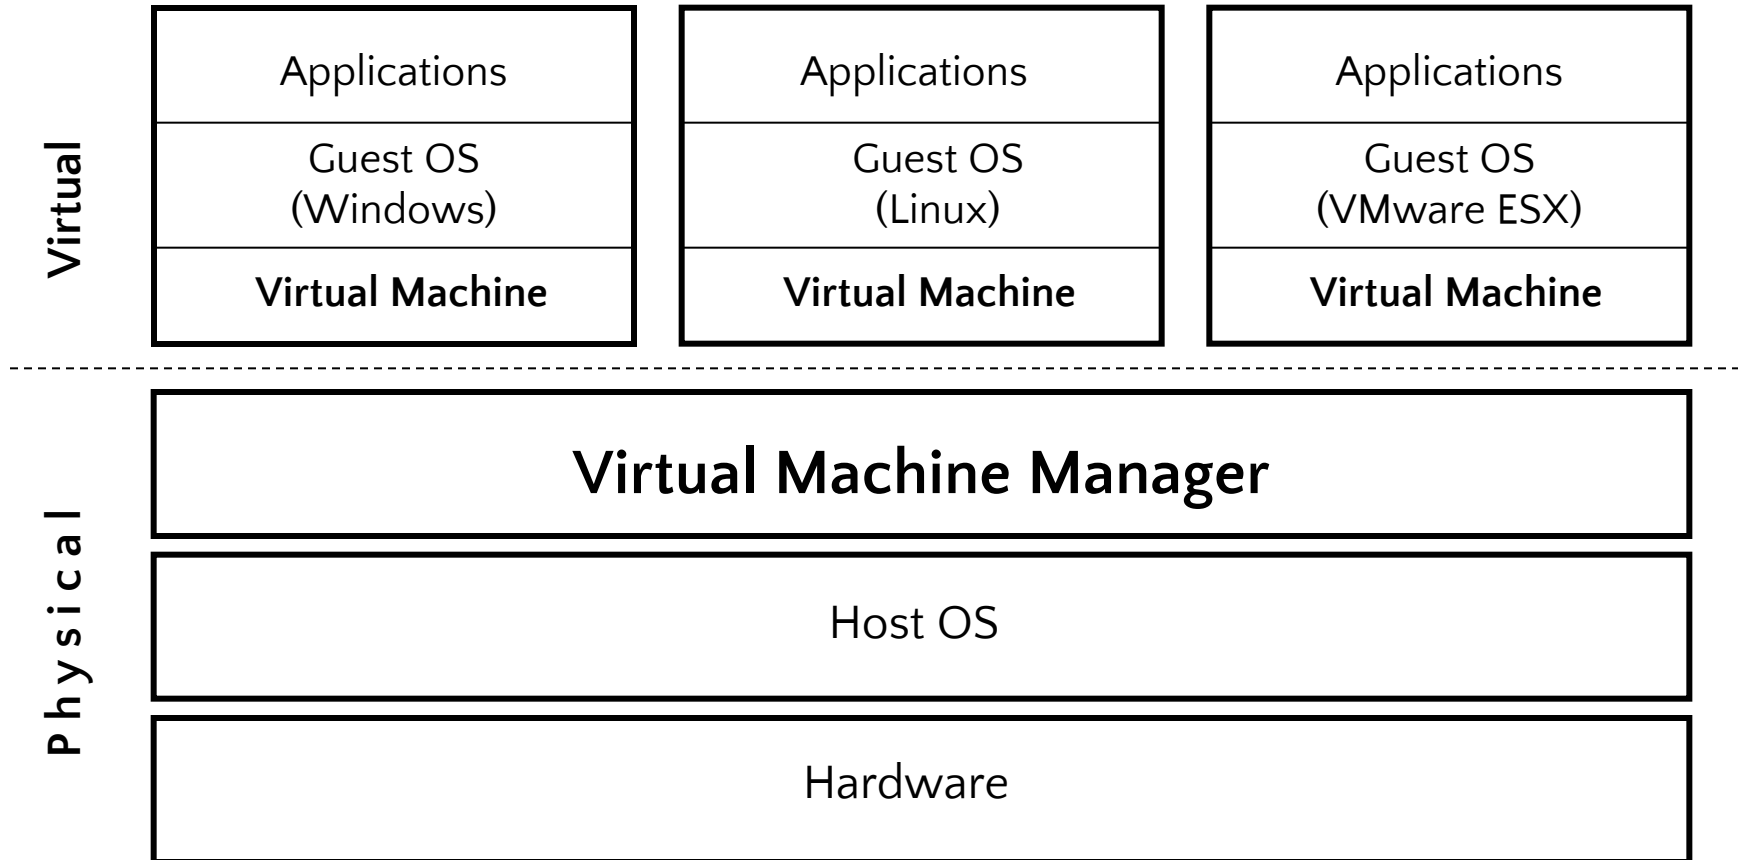 Virtual
Applications
Guest OS
(Windows)
Virtual Machine
Applications
Guest OS
(Linux)
Virtual Machine
Applications
Guest OS
(VMware ESX)
Virtual Machine
Physical
Virtual Machine Manager
Host OS
Hardware